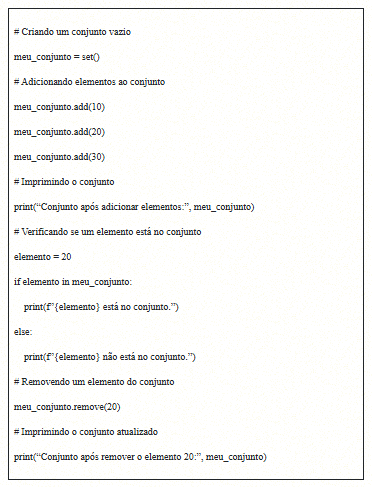 # Criando um conjunto vazio
meu_conjunto = set()
# Adicionando elementos ao conjunto
meu_conjunto.add(10)
meu_conjunto.add(20)
meu_conjunto.add(30)
# Imprimindo o conjunto
print(“Conjunto após adicionar elementos:”, meu_conjunto)
# Verificando se um elemento está no conjunto
elemento = 20
if elemento in meu_conjunto:
    print(f”{elemento} está no conjunto.”)
else:
    print(f”{elemento} não está no conjunto.”)
# Removendo um elemento do conjunto
meu_conjunto.remove(20)
# Imprimindo o conjunto atualizado
print(“Conjunto após remover o elemento 20:”, meu_conjunto)